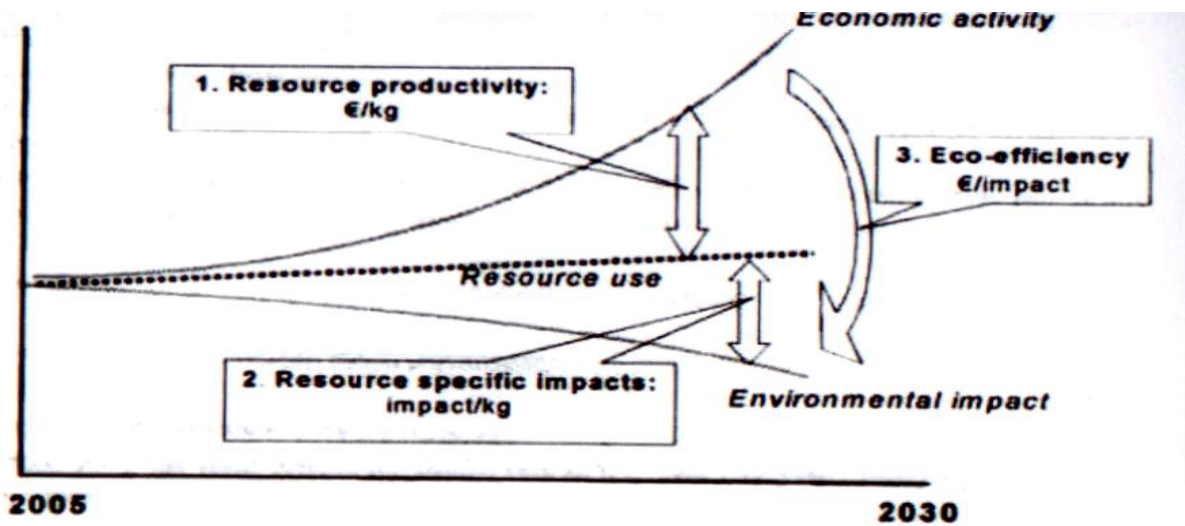 Economic activity
1. Resource productivity:
€/kg
3. Eco-efficiency
€/impact
Resource use
2. Resource specific impacts:
impact/kg
Environmental impact
2005
2030